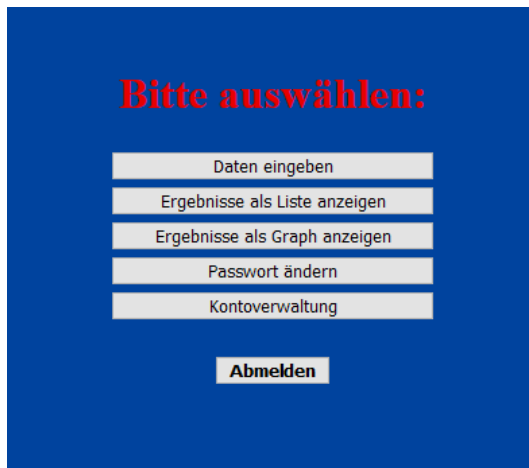 Bitte auswählen:
Daten eingeben
Ergebnisse als Liste anzeigen
Ergebnisse als Graph anzeigen
Passwort ändern
Kontoverwaltung
Abmelden